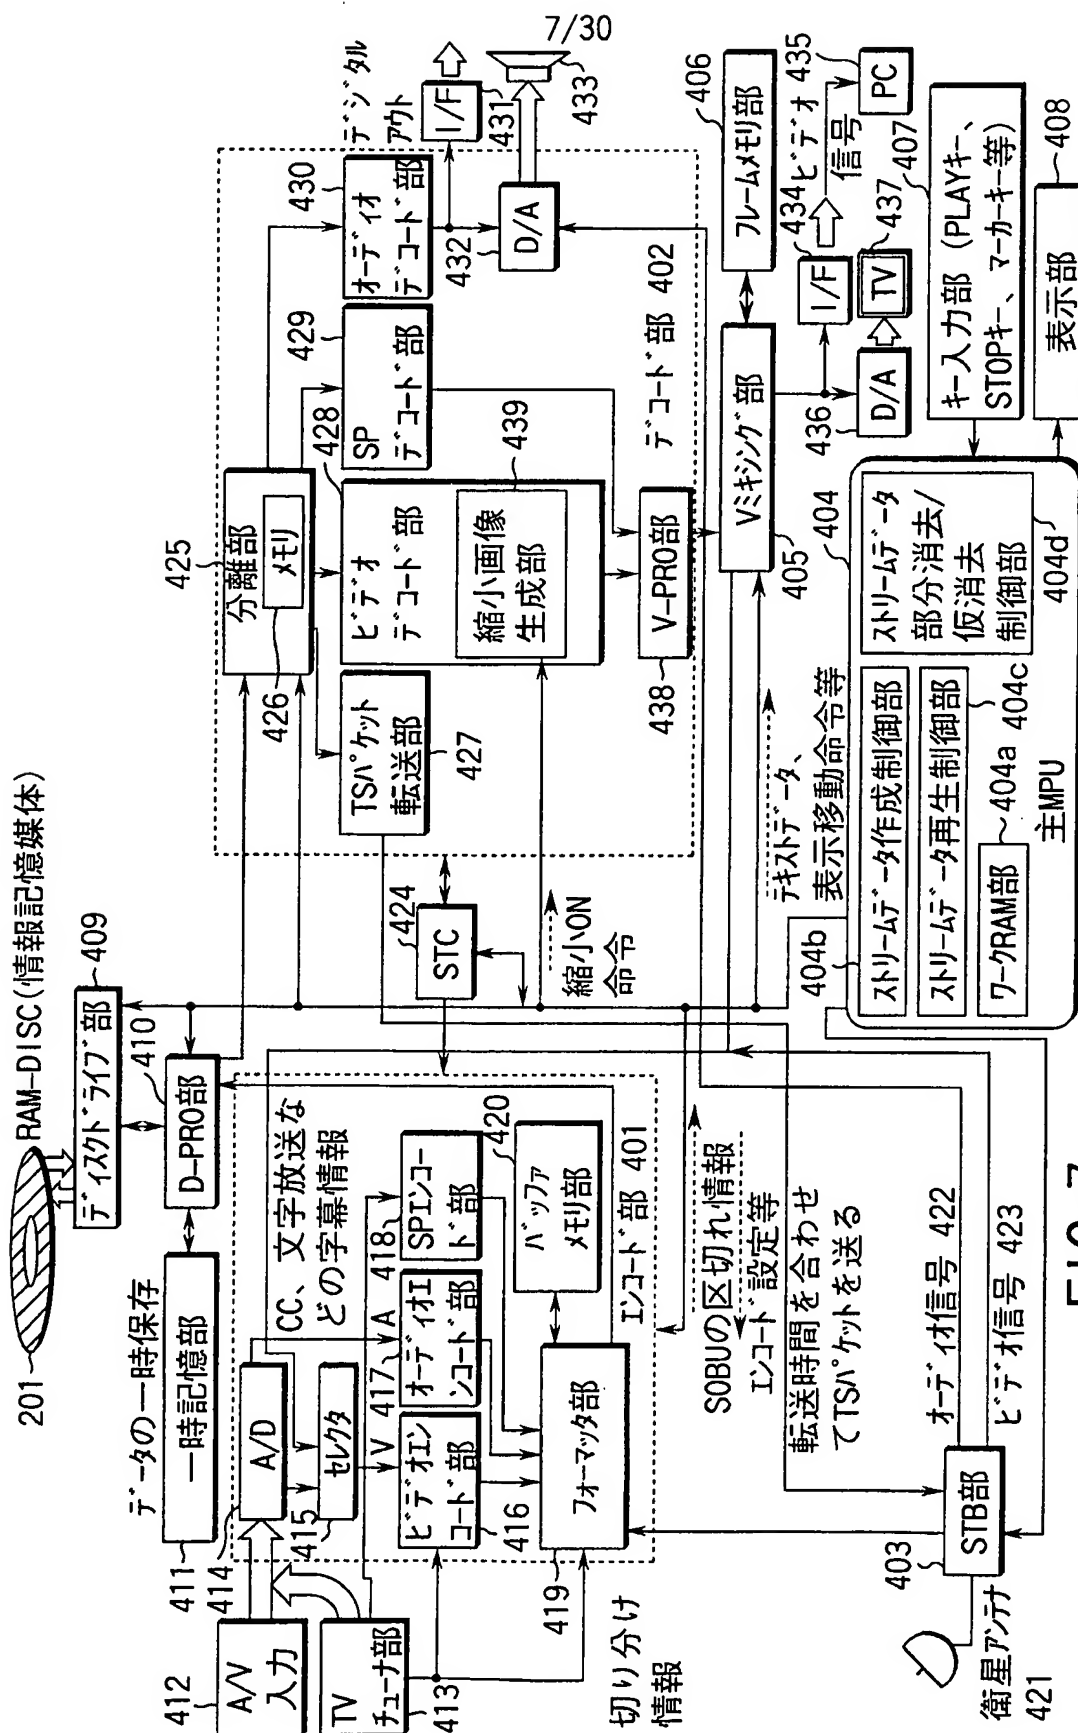 7/30
201
RAM-DISC(情報記憶媒体)
ディスクドライブ部
409
D-PRO部
410
データの一時保存
一時記憶部
411
412
A/V
入力
TV
チューナ部
413
414
A/D
415
セレクタ
V
A
CC、文字放送な
どの字幕情報
ビデオエン
コード部
416
417
オーディオエ
ンコード部
418
SPエンコー
ド部
420
バッファ
メモリ部
フォーマッタ部
419
エンコード部 401
切り分け
情報
SOBUの区切れ情報
エンコード設定等
転送時間を合わせ
てTSパケットを送る
オーディオ信号 422
ビデオ信号 423
STB部
403
衛星アンテナ
421
424
STC
縮小ON
命令
425
分離部
メモリ
426
TSパケット
転送部
427
428
ビデオ
デコード部
439
縮小画像
生成部
429
SP
デコード部
430
オーディオ
デコード部
デコード部 402
V-PRO部
438
432
D/A
デジタル
アウト
I/F
431
433
Vミキシング部
405
フレームメモリ部
406
434
I/F
ビデオ
信号
435
PC
436
D/A
437
TV
テキストデータ、
表示移動命令等
407
キー入力部 (PLAYキー、
STOPキー、マーカーキー等)
表示部
408
404
404b
ストリームデータ作成制御部
ストリームデータ再生制御部
404c
ワークRAM部
404a
ストリームデータ
部分消去/
仮消去
制御部
404d
主MPU
FIG. 7